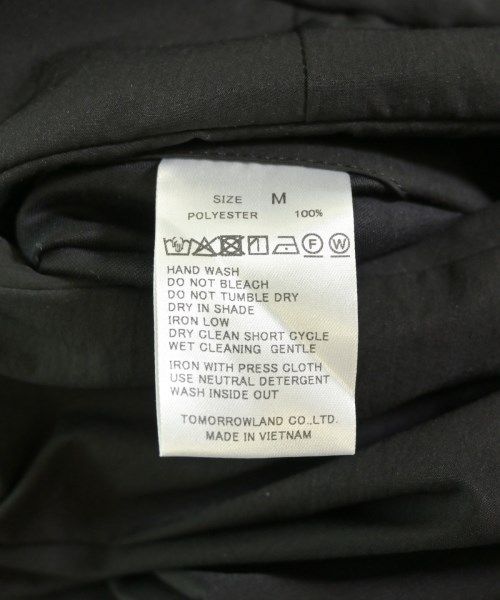 SIZE M
POLYESTER 100%
F W
HAND WASH
DO NOT BLEACH
DO NOT TUMBLE DRY
DRY IN SHADE
IRON LOW
DRY CLEAN SHORT CYCLE
WET CLEANING GENTLE
IRON WITH PRESS CLOTH
USE NEUTRAL DETERGENT
WASH INSIDE OUT
TOMORROWLAND CO.,LTD.
MADE IN VIETNAM